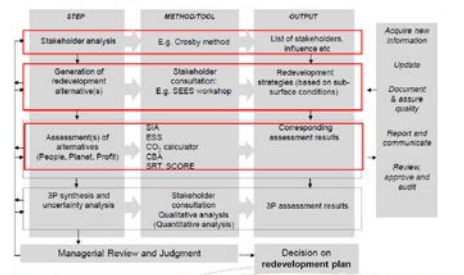 STEP
METHOD/TOOL
OUTPUT
Stakeholder analysis
E.g. Crosby method
List of stakeholders,
influence etc
Generation of
redevelopment
alternative(s)
Stakeholder
consultation:
E.g. SEES workshop
Redevelopment
strategies (based on sub-
surface conditions)
Assessment(s) of
alternatives
(People, Planet, Profit)
SIA
ESS
CO₂ calculator
CBA
SRT, SCORE
Corresponding
assessment results
3P synthesis and
uncertainty analysis
Stakeholder
consultation
Qualitative analysis
(Quantitative analysis)
3P assessment results
Managerial Review and Judgment
Decision on
redevelopment plan
Acquire new
information
Update
Document
& assure
quality
Report and
communicate
Review,
approve and
audit